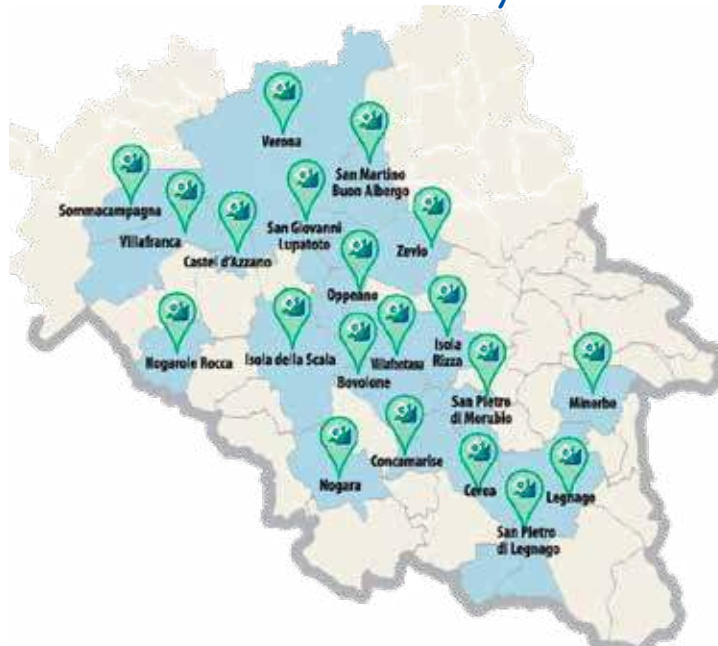 Verona
San Martino
Buon Albergo
Sommacampagna
Villafranca
Castel d'Azzano
San Giovanni
Lupatoto
Zevio
Oppeano
Nogarole Rocca
Isola della Scala
Bovolone
Villafontana
Isola
Rizza
San Pietro
di Morubio
Minerbe
Nogara
Concamarise
Cerea
Legnago
San Pietro
di Legnago